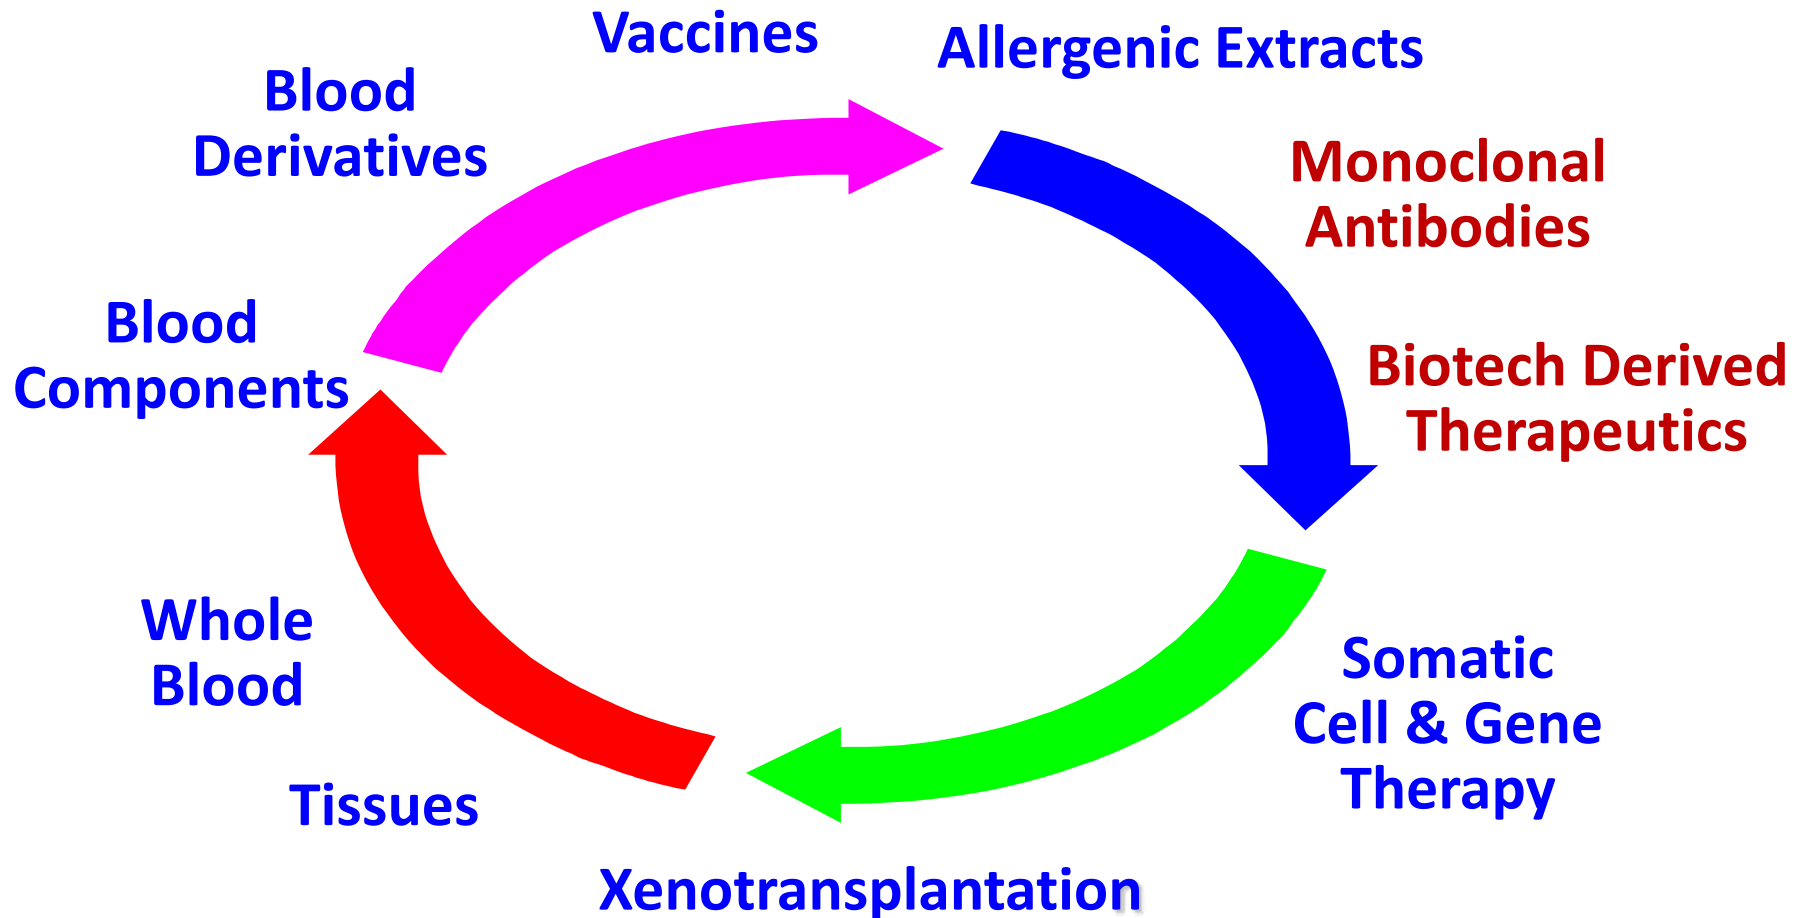 Vaccines
Allergenic Extracts
Blood
Derivatives
Monoclonal
Antibodies
Blood
Components
Biotech Derived
Therapeutics
Whole
Blood
Somatic
Cell & Gene
Therapy
Tissues
Xenotransplantation